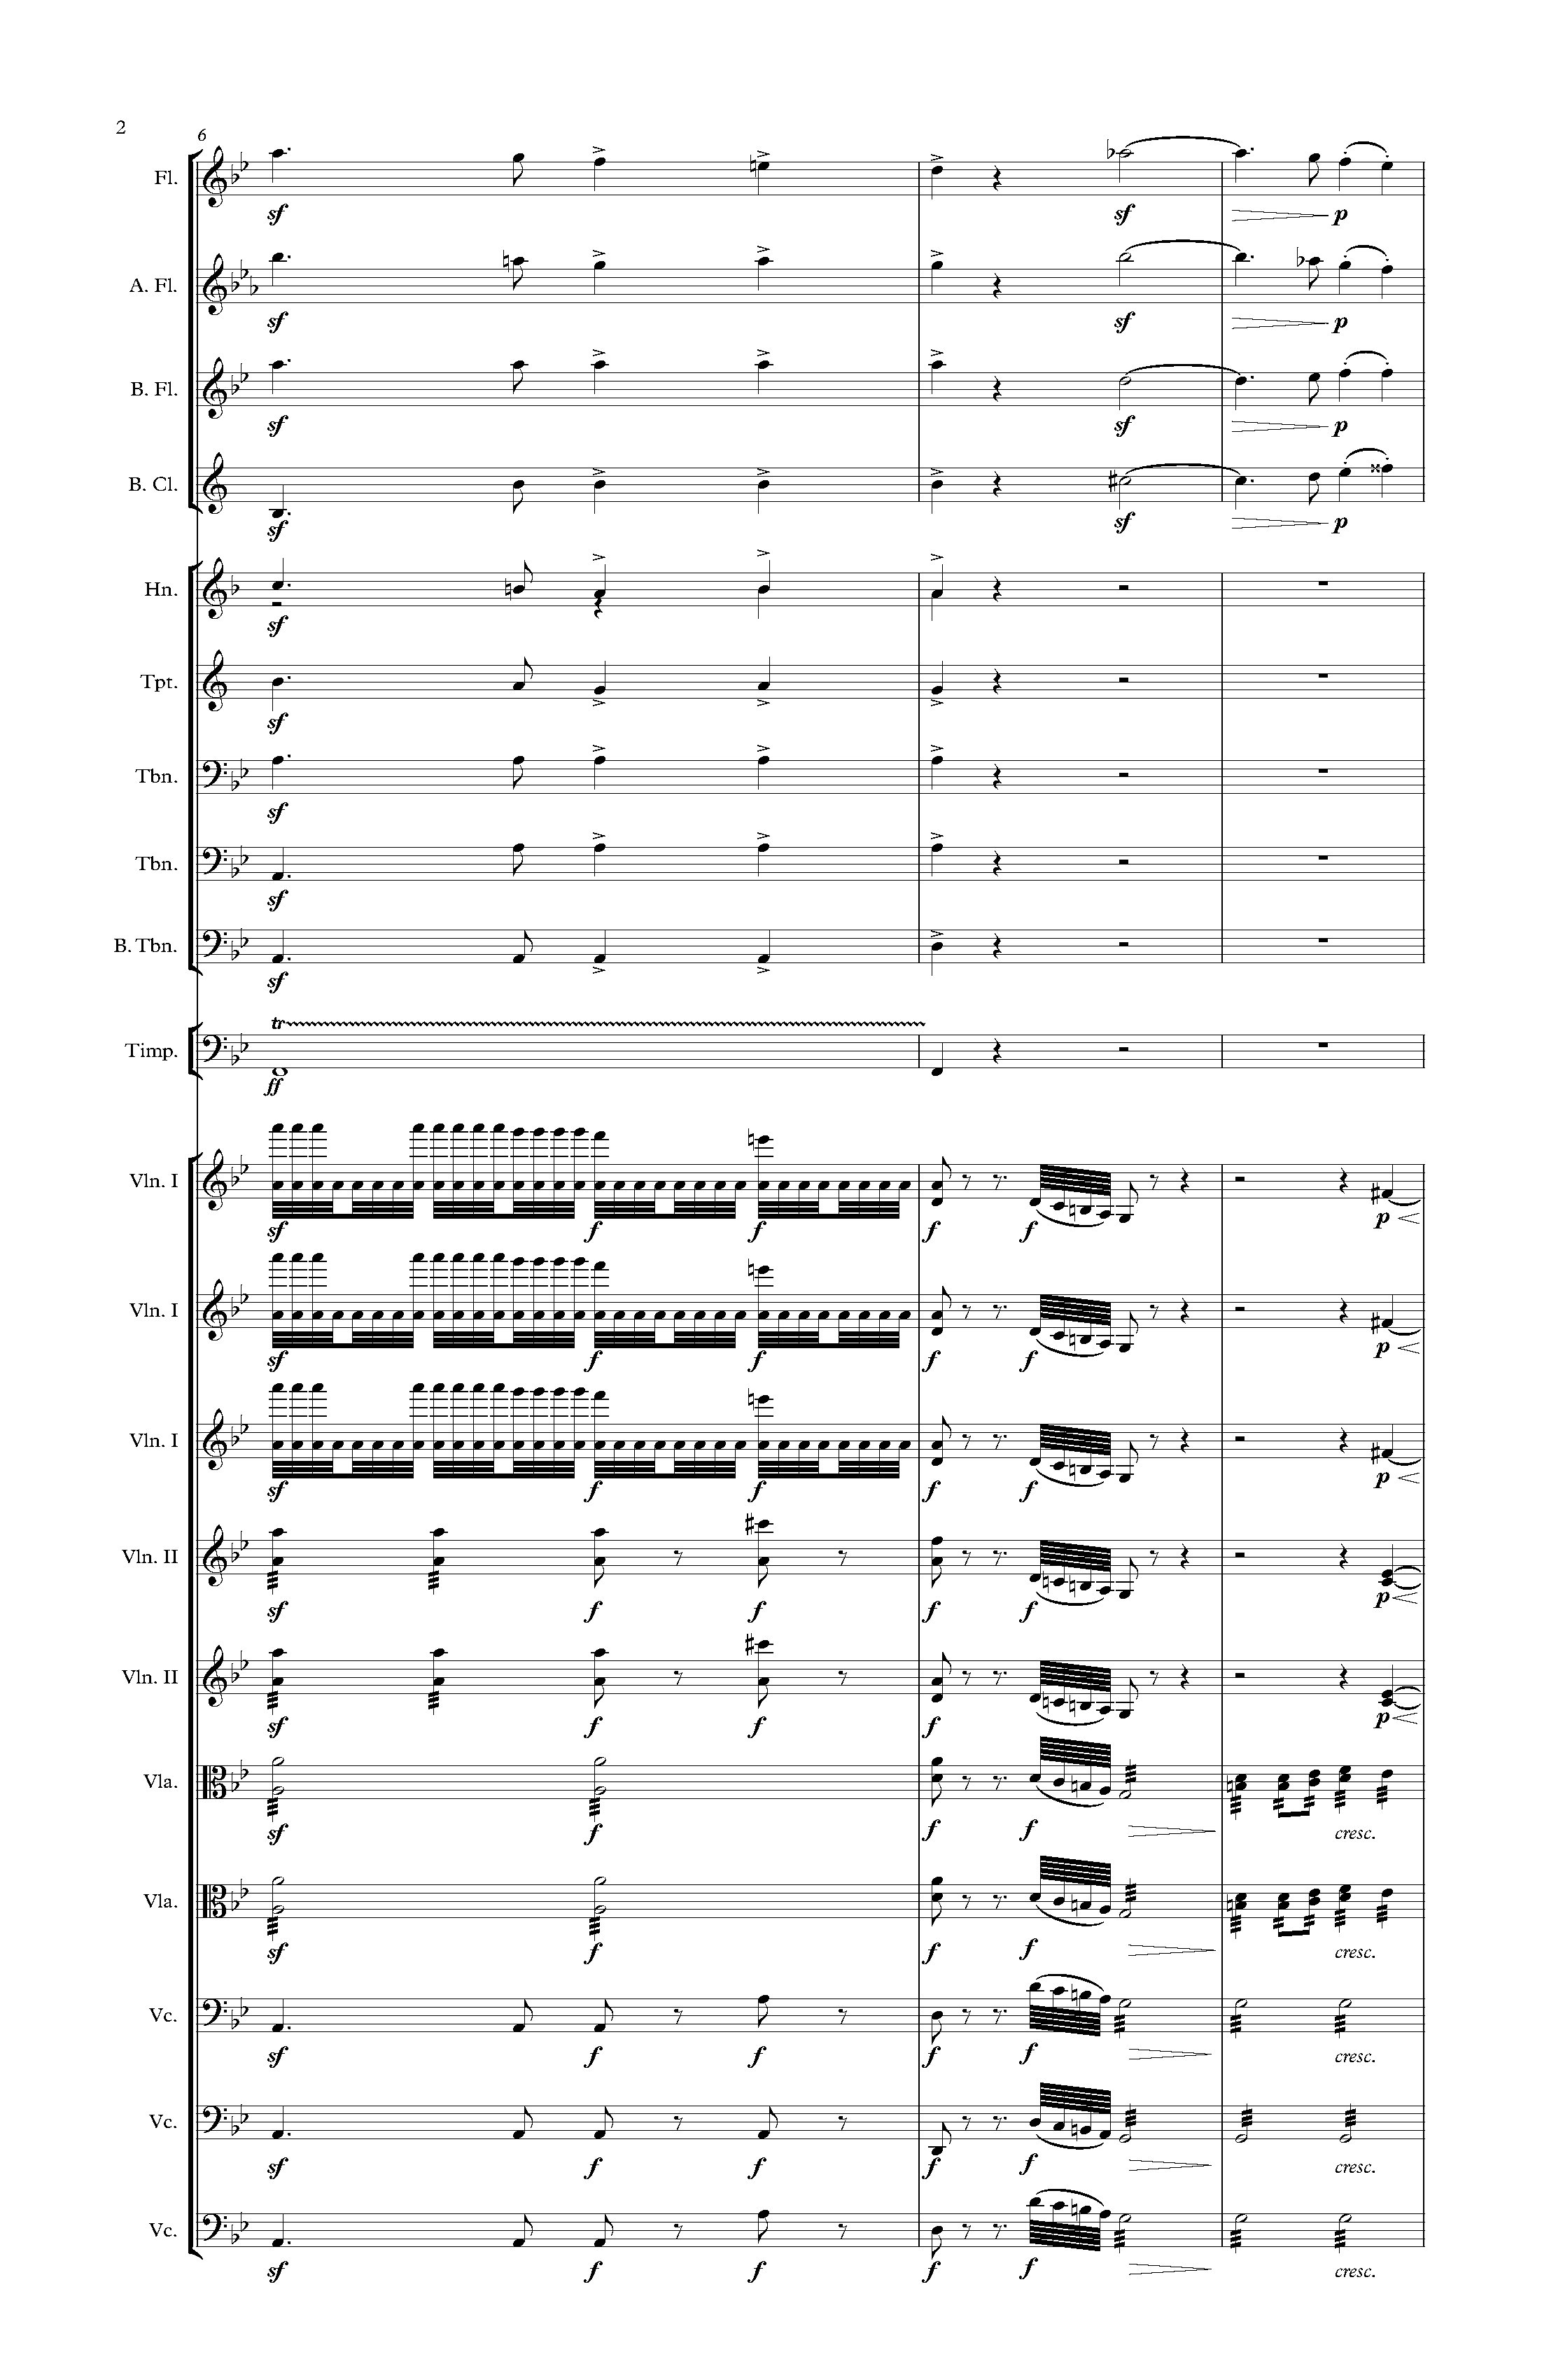 2
6
Fl.
sf sf p
A. Fl.
sf sf p
B. Fl.
sf sf p
B. Cl.
sf sf p
Hn.
sf
Tpt.
sf
Tbn.
sf
Tbn.
sf
B. Tbn.
sf
tr
Timp.
ff
Vln. I
sf f f f f p
Vln. I
sf f f f f p
Vln. I
sf f f f f p
Vln. II
sf f f f f p
Vln. II
sf f f f p
Vla.
sf f f f cresc.
Vla.
sf f f f cresc.
Vc.
sf f f f f cresc.
Vc.
sf f f f f cresc.
Vc.
sf f f f f cresc.